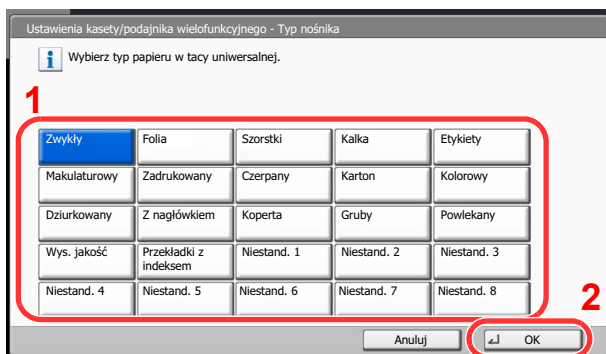 Ustawienia kasety/podajnika wielofunkcyjnego - Typ nośnika
Wybierz typ papieru w tacy uniwersalnej.
1
Zwykły Folia Szorstki Kalka Etykiety
Makulaturowy Zadrukowany Czerpany Karton Kolorowy
Dziurkowany Z nagłówkiem Koperta Gruby Powlekany
Wys. jakość Przekładki z indeksem Niestand. 1 Niestand. 2 Niestand. 3
Niestand. 4 Niestand. 5 Niestand. 6 Niestand. 7 Niestand. 8
2
Anuluj OK